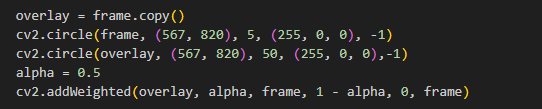 overlay = frame.copy()
cv2.circle(frame, (567, 820), 5, (255, 0, 0), -1)
cv2.circle(overlay, (567, 820), 50, (255, 0, 0),-1)
alpha = 0.5
cv2.addWeighted(overlay, alpha, frame, 1 - alpha, 0, frame)